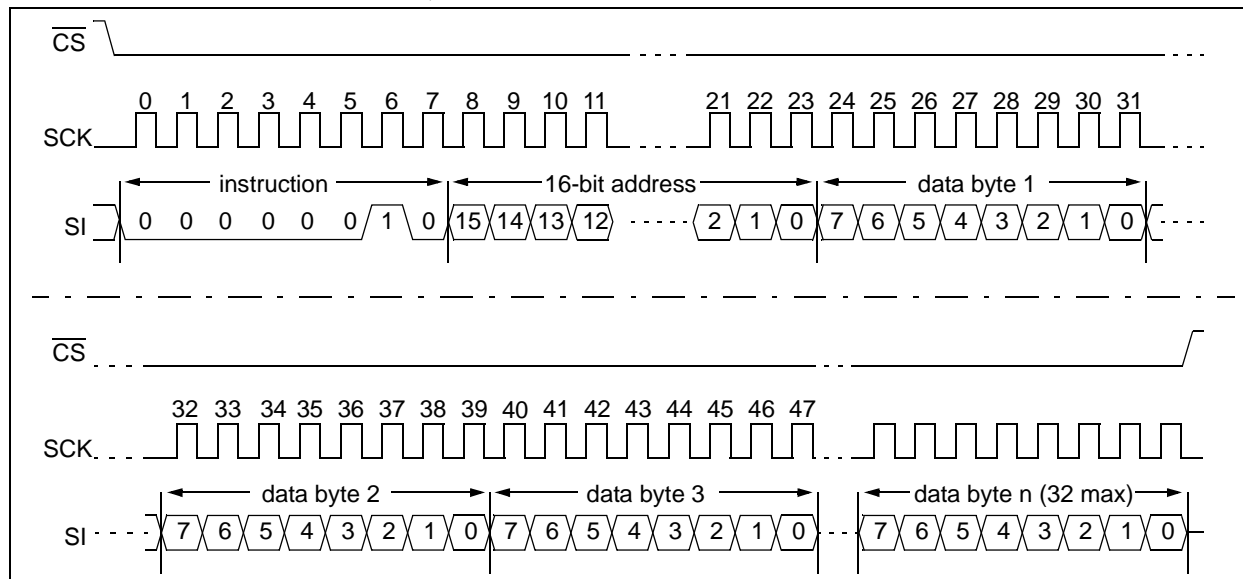 CS
0 1 2 3 4 5 6 7 8 9 10 11 21 22 23 24 25 26 27 28 29 30 31
SCK
instruction 16-bit address data byte 1
SI 0 0 0 0 0 0 1 0 15 14 13 12 2 1 0 7 6 5 4 3 2 1 0
CS
32 33 34 35 36 37 38 39 40 41 42 43 44 45 46 47
SCK
data byte 2 data byte 3 data byte n (32 max)
SI 7 6 5 4 3 2 1 0 7 6 5 4 3 2 1 0 7 6 5 4 3 2 1 0